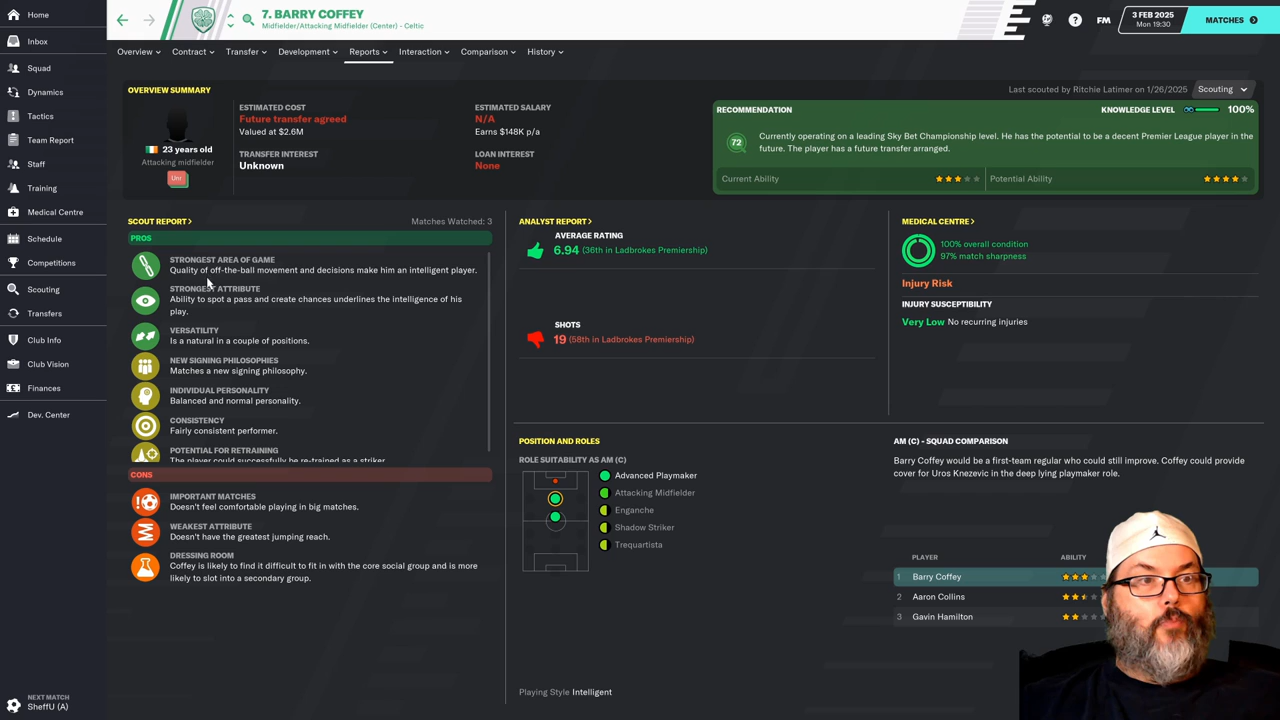 Home
Inbox
Squad
Dynamics
Tactics
Team Report
Staff
Training
Medical Centre
Schedule
Competitions
Scouting
Transfers
Club Info
Club Vision
Finances
Dev. Center
NEXT MATCH
SheffU (A)
7. BARRY COFFEY
Midfielder/Attacking Midfielder (Center) - Celtic
?
FM
3 FEB 2025
Mon 19:30
MATCHES
Overview
Contract
Transfer
Development
Reports
Interaction
Comparison
History
OVERVIEW SUMMARY
Last scouted by Ritchie Latimer on 1/26/2025
Scouting
23 years old
Attacking midfielder
Unr
ESTIMATED COST
Future transfer agreed
Valued at $2.6M
TRANSFER INTEREST
Unknown
ESTIMATED SALARY
N/A
Earns $148K p/a
LOAN INTEREST
None
RECOMMENDATION
KNOWLEDGE LEVEL
100%
72
Currently operating on a leading Sky Bet Championship level. He has the potential to be a decent Premier League player in the
future. The player has a future transfer arranged.
Current Ability
Potential Ability
SCOUT REPORT >
Matches Watched: 3
PROS
STRONGEST AREA OF GAME
Quality of off-the-ball movement and decisions make him an intelligent player.
STRONGEST ATTRIBUTE
Ability to spot a pass and create chances underlines the intelligence of his
play.
VERSATILITY
Is a natural in a couple of positions.
NEW SIGNING PHILOSOPHIES
Matches a new signing philosophy.
INDIVIDUAL PERSONALITY
Balanced and normal personality.
CONSISTENCY
Fairly consistent performer.
POTENTIAL FOR RETRAINING
The player could successfully be re-trained as a striker.
CONS
IMPORTANT MATCHES
Doesn't feel comfortable playing in big matches.
WEAKEST ATTRIBUTE
Doesn't have the greatest jumping reach.
DRESSING ROOM
Coffey is likely to find it difficult to fit in with the core social group and is more
likely to slot into a secondary group.
ANALYST REPORT >
AVERAGE RATING
6.94 (36th in Ladbrokes Premiership)
SHOTS
19 (58th in Ladbrokes Premiership)
MEDICAL CENTRE >
100% overall condition
97% match sharpness
Injury Risk
INJURY SUSCEPTIBILITY
Very Low No recurring injuries
POSITION AND ROLES
ROLE SUITABILITY AS AM (C)
Advanced Playmaker
Attacking Midfielder
Enganche
Shadow Striker
Trequartista
Playing Style Intelligent
AM (C) - SQUAD COMPARISON
Barry Coffey would be a first-team regular who could still improve. Coffey could provide
cover for Uros Knezevic in the deep lying playmaker role.
PLAYER
ABILITY
1 Barry Coffey
2 Aaron Collins
3 Gavin Hamilton